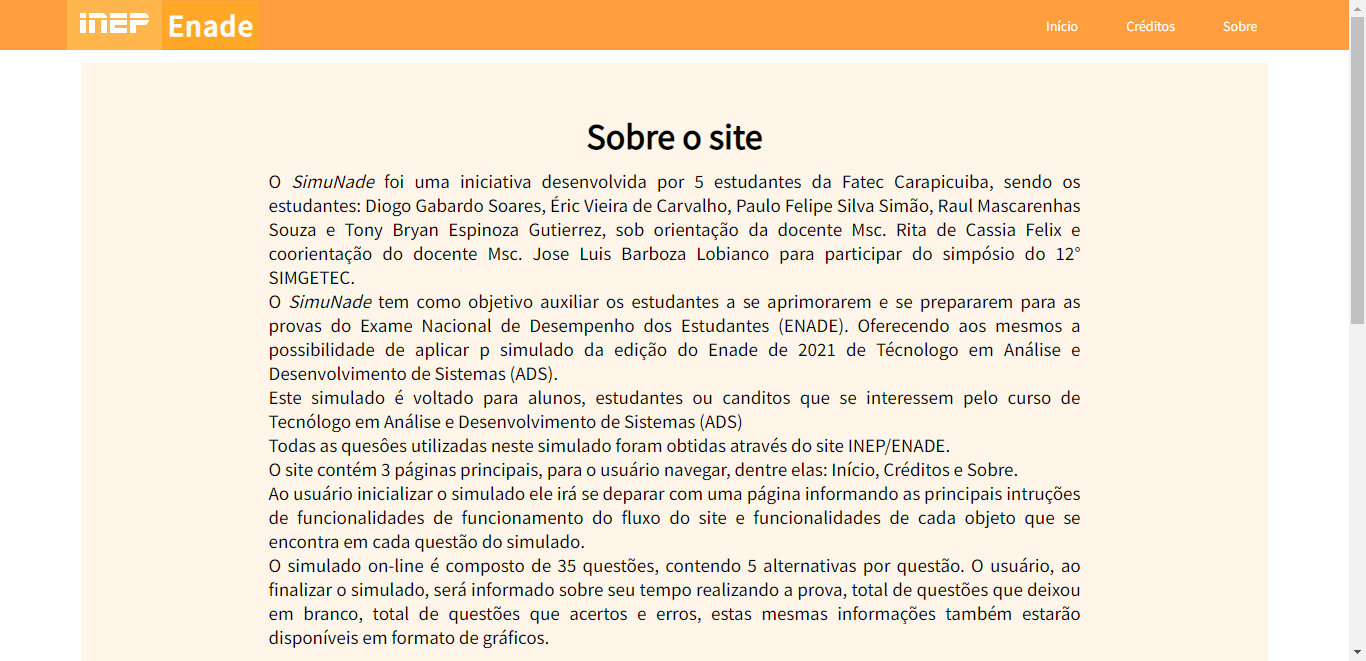 inep Enade Início Créditos Sobre
Sobre o site
O SimuNade foi uma iniciativa desenvolvida por 5 estudantes da Fatec Carapicuiba, sendo os
estudantes: Diogo Gabardo Soares, Éric Vieira de Carvalho, Paulo Felipe Silva Simão, Raul Mascarenhas
Souza e Tony Bryan Espinoza Gutierrez, sob orientação da docente Msc. Rita de Cassia Felix e
coorientação do docente Msc. Jose Luis Barboza Lobianco para participar do simpósio do 12°
SIMGETEC.
O SimuNade tem como objetivo auxiliar os estudantes a se aprimorarem e se prepararem para as
provas do Exame Nacional de Desempenho dos Estudantes (ENADE). Oferecendo aos mesmos a
possibilidade de aplicar p simulado da edição do Enade de 2021 de Técnologo em Análise e
Desenvolvimento de Sistemas (ADS).
Este simulado é voltado para alunos, estudantes ou canditos que se interessem pelo curso de
Tecnólogo em Análise e Desenvolvimento de Sistemas (ADS)
Todas as quesôes utilizadas neste simulado foram obtidas através do site INEP/ENADE.
O site contém 3 páginas principais, para o usuário navegar, dentre elas: Início, Créditos e Sobre.
Ao usuário inicializar o simulado ele irá se deparar com uma página informando as principais intruções
de funcionalidades de funcionamento do fluxo do site e funcionalidades de cada objeto que se
encontra em cada questão do simulado.
O simulado on-line é composto de 35 questões, contendo 5 alternativas por questão. O usuário, ao
finalizar o simulado, será informado sobre seu tempo realizando a prova, total de questões que deixou
em branco, total de questões que acertos e erros, estas mesmas informações também estarão
disponíveis em formato de gráficos.